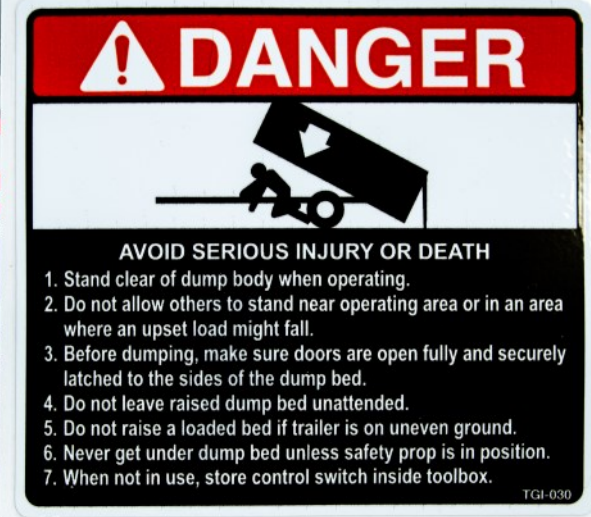 DANGER
AVOID SERIOUS INJURY OR DEATH
1. Stand clear of dump body when operating.
2. Do not allow others to stand near operating area or in an area
where an upset load might fall.
3. Before dumping, make sure doors are open fully and securely
latched to the sides of the dump bed.
4. Do not leave raised dump bed unattended.
5. Do not raise a loaded bed if trailer is on uneven ground.
6. Never get under dump bed unless safety prop is in position.
7. When not in use, store control switch inside toolbox.
TGI-030